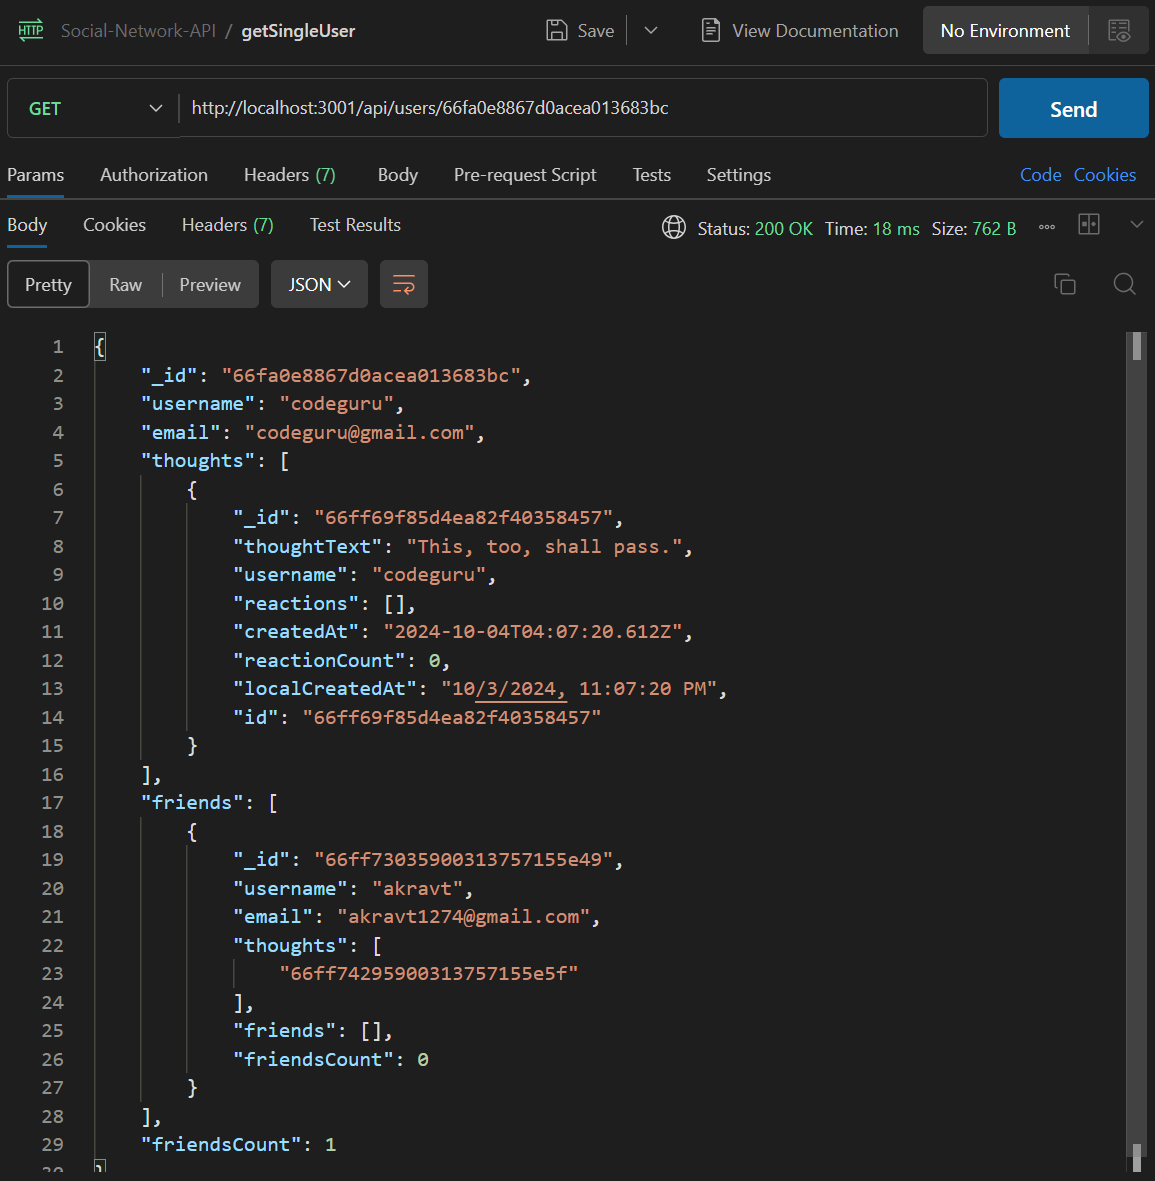 HTTP Social-Network-API / getSingleUser Save View Documentation No Environment
GET http://localhost:3001/api/users/66fa0e8867d0acea013683bc Send
Params Authorization Headers (7) Body Pre-request Script Tests Settings Code Cookies
Body Cookies Headers (7) Test Results Status: 200 OK Time: 18 ms Size: 762 B
Pretty Raw Preview JSON
1 {
2 "_id": "66fa0e8867d0acea013683bc",
3 "username": "codeguru",
4 "email": "codeguru@gmail.com",
5 "thoughts": [
6 {
7 "_id": "66ff69f85d4ea82f40358457",
8 "thoughtText": "This, too, shall pass.",
9 "username": "codeguru",
10 "reactions": [],
11 "createdAt": "2024-10-04T04:07:20.612Z",
12 "reactionCount": 0,
13 "localCreatedAt": "10/3/2024, 11:07:20 PM",
14 "id": "66ff69f85d4ea82f40358457"
15 }
16 ],
17 "friends": [
18 {
19 "_id": "66ff73035900313757155e49",
20 "username": "akravt",
21 "email": "akravt1274@gmail.com",
22 "thoughts": [
23 "66ff74295900313757155e5f"
24 ],
25 "friends": [],
26 "friendsCount": 0
27 }
28 ],
29 "friendsCount": 1
30 }